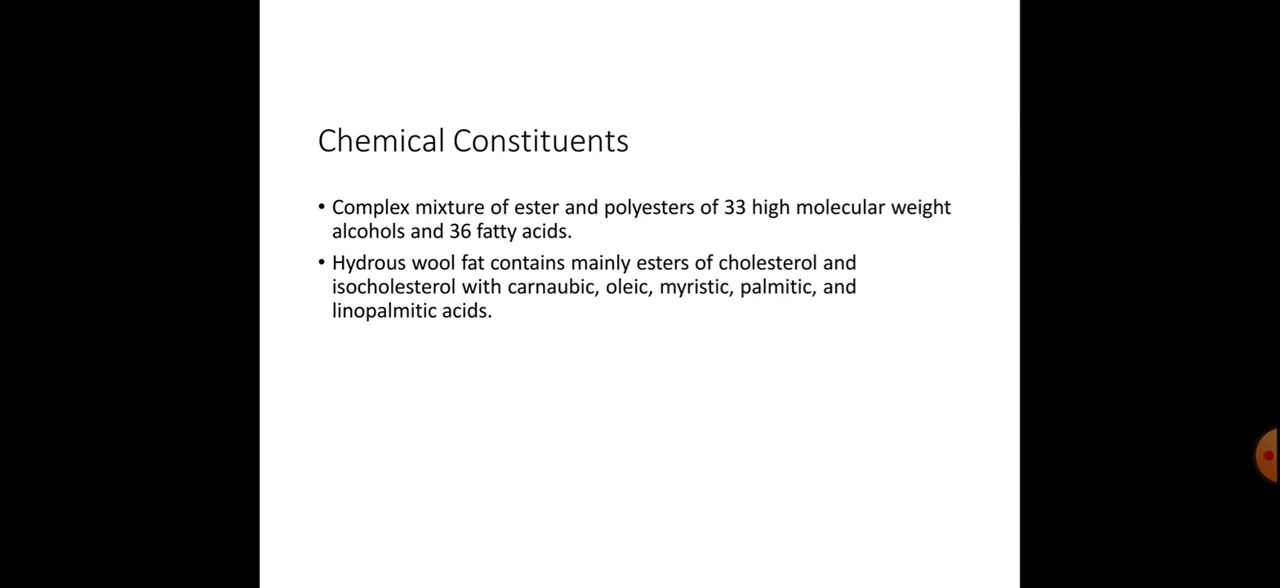 Chemical Constituents
• Complex mixture of ester and polyesters of 33 high molecular weight
alcohols and 36 fatty acids.
• Hydrous wool fat contains mainly esters of cholesterol and
isocholesterol with carnaubic, oleic, myristic, palmitic, and
linopalmitic acids.